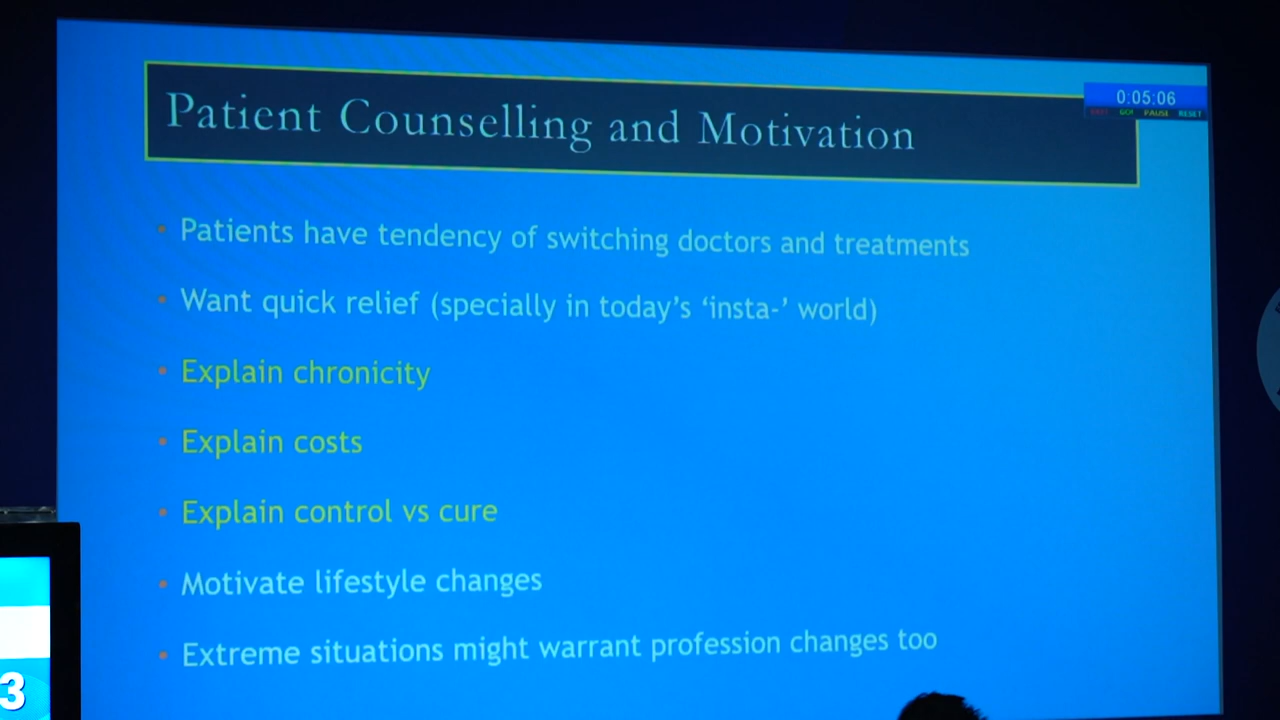 Patient Counselling and Motivation
0:05:06
GO! PAUSE RESET
• Patients have tendency of switching doctors and treatments
• Want quick relief (specially in today's 'insta-' world)
• Explain chronicity
• Explain costs
• Explain control vs cure
• Motivate lifestyle changes
• Extreme situations might warrant profession changes too
3